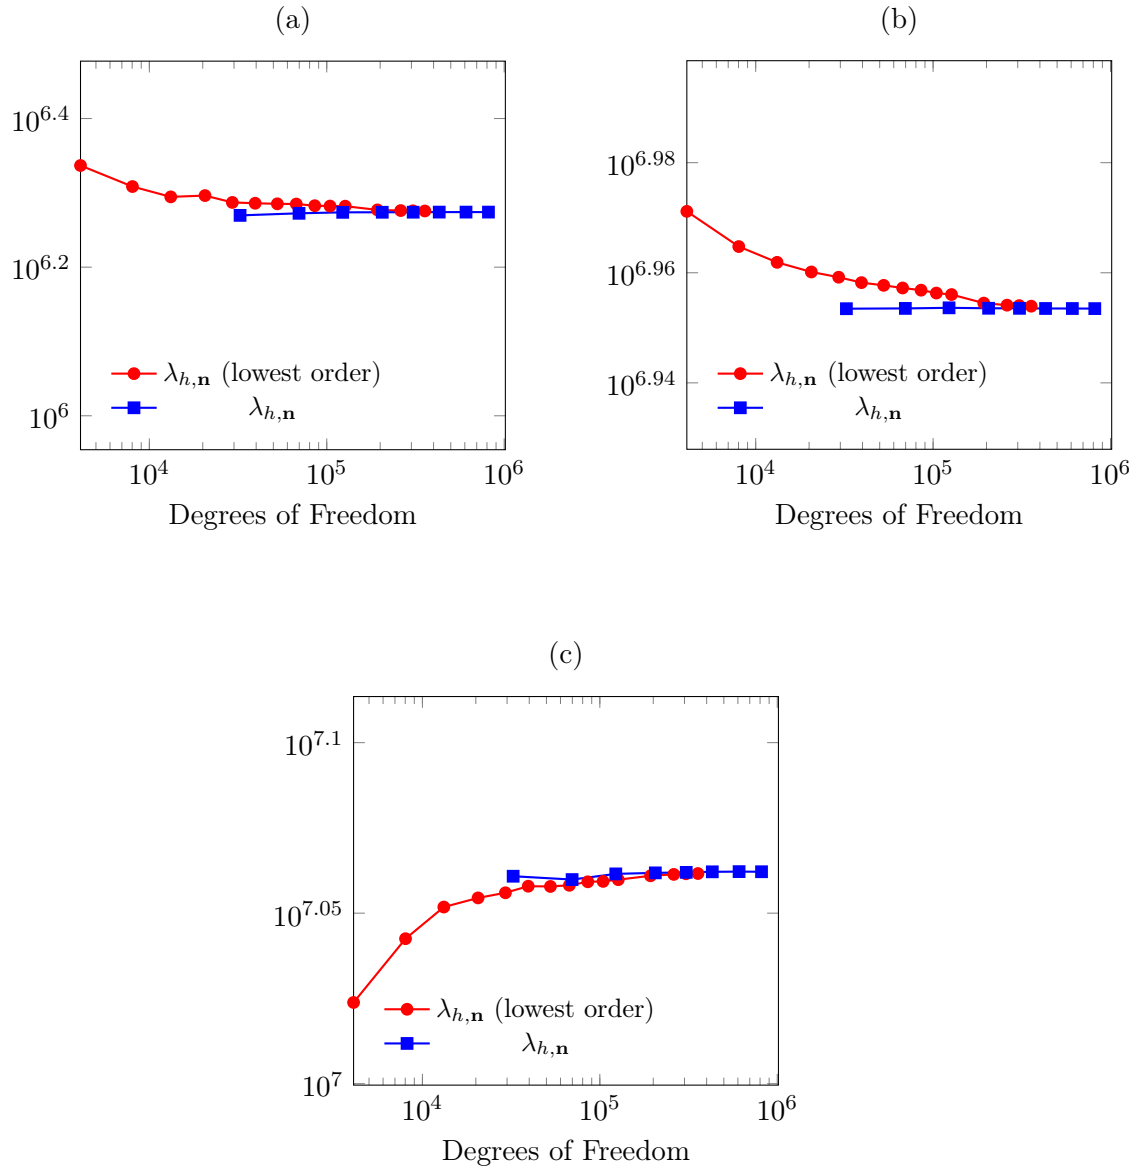 (a)
10^6.4
10^6.2
10^6
λ_{h,n} (lowest order)
λ_{h,n}
10^4 10^5 10^6
Degrees of Freedom
(b)
10^6.98
10^6.96
10^6.94
λ_{h,n} (lowest order)
λ_{h,n}
10^4 10^5 10^6
Degrees of Freedom
(c)
10^7.1
10^7.05
10^7
λ_{h,n} (lowest order)
λ_{h,n}
10^4 10^5 10^6
Degrees of Freedom